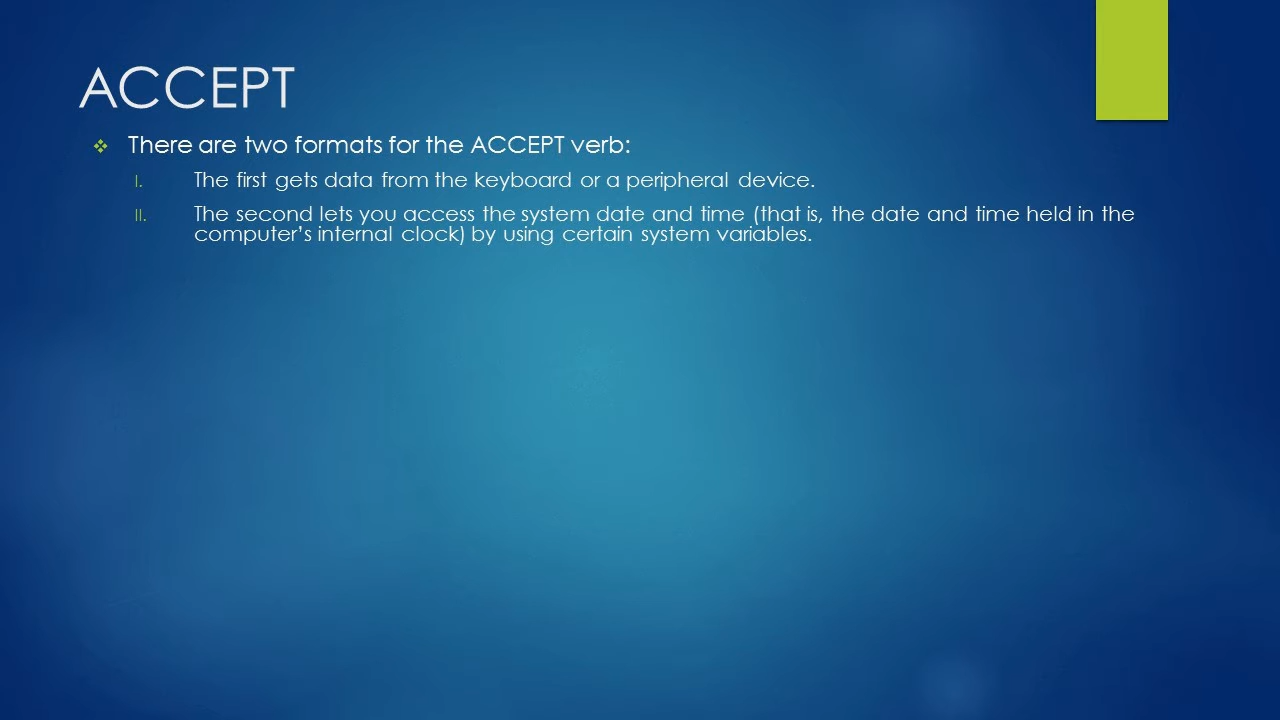 ACCEPT
❖ There are two formats for the ACCEPT verb:
I. The first gets data from the keyboard or a peripheral device.
II. The second lets you access the system date and time (that is, the date and time held in the
computer’s internal clock) by using certain system variables.